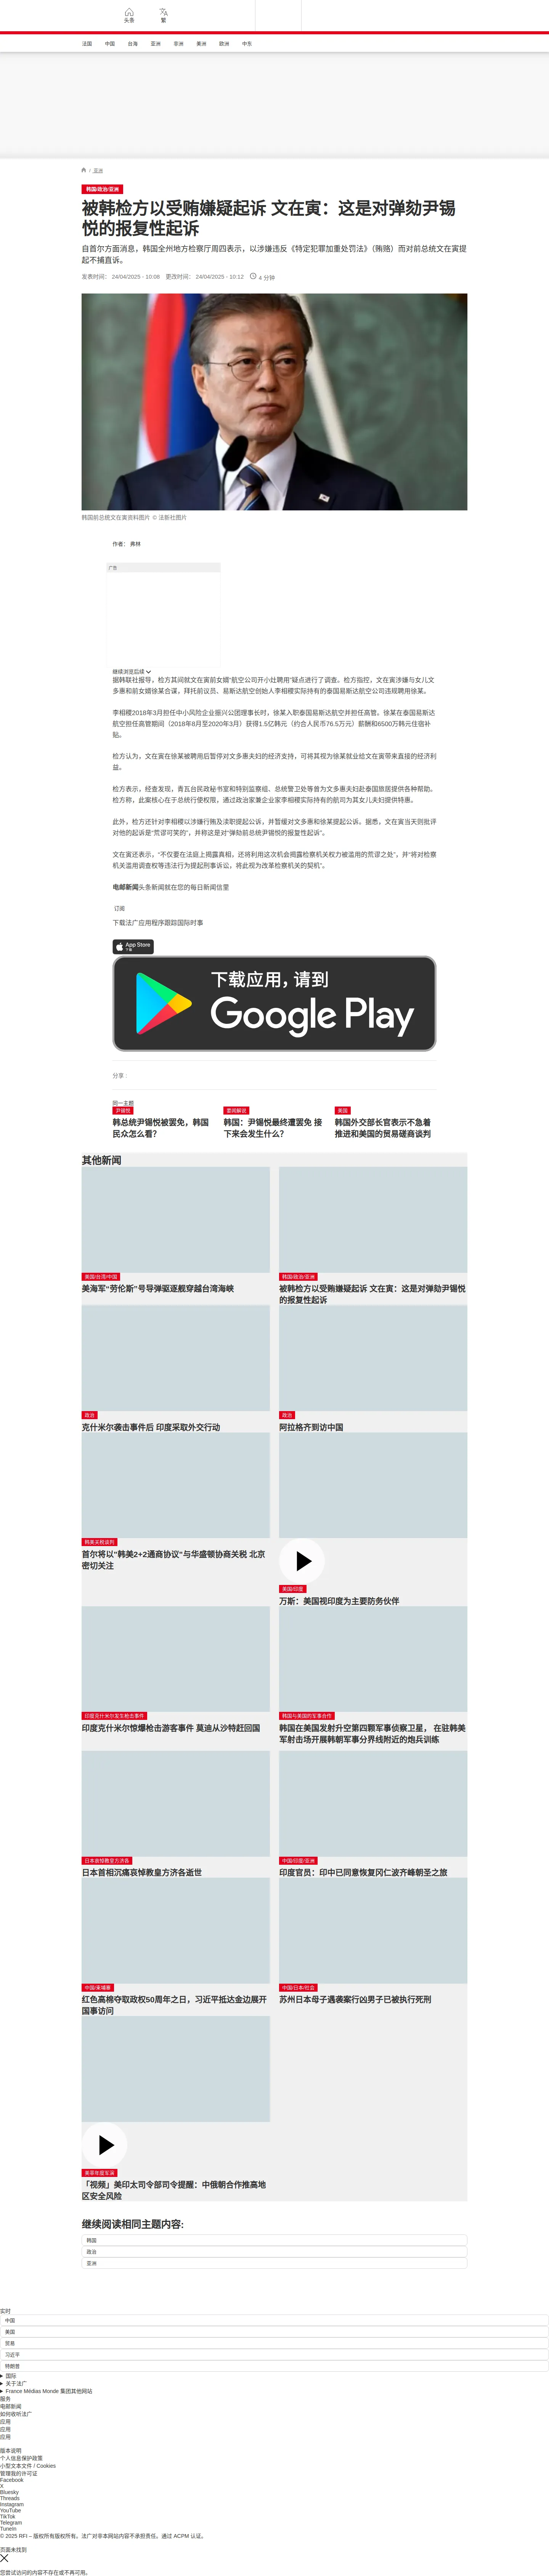 头条
繁
法国 中国 台海 亚洲 非洲 美洲 欧洲 中东
/ 亚洲
韩国/政治/亚洲
被韩检方以受贿嫌疑起诉 文在寅：这是对弹劾尹锡
悦的报复性起诉
自首尔方面消息，韩国全州地方检察厅周四表示，以涉嫌违反《特定犯罪加重处罚法》（贿赂）而对前总统文在寅提
起不捕直诉。
发表时间： 24/04/2025 - 10:08 更改时间： 24/04/2025 - 10:12 4 分钟
韩国前总统文在寅资料图片 © 法新社图片
作者： 弗林
广告
继续浏览后续
据韩联社报导，检方其间就文在寅前女婿“航空公司开小灶聘用”疑点进行了调查。检方指控，文在寅涉嫌与女儿文
多惠和前女婿徐某合谋，拜托前议员、易斯达航空创始人李相稷实际持有的泰国易斯达航空公司违规聘用徐某。
李相稷2018年3月担任中小风险企业振兴公团理事长时，徐某入职泰国易斯达航空并担任高管。徐某在泰国易斯达
航空担任高管期间（2018年8月至2020年3月）获得1.5亿韩元（约合人民币76.5万元）薪酬和6500万韩元住宿补
贴。
检方认为，文在寅在徐某被聘用后暂停对文多惠夫妇的经济支持，可将其视为徐某就业给文在寅带来直接的经济利
益。
检方表示，经查发现，青瓦台民政秘书室和特别监察组、总统警卫处等曾为文多惠夫妇赴泰国旅居提供各种帮助。
检方称，此案核心在于总统行使权限，通过政治家兼企业家李相稷实际持有的航司为其女儿夫妇提供特惠。
此外，检方还针对李相稷以涉嫌行贿及渎职提起公诉，并暂缓对文多惠和徐某提起公诉。据悉，文在寅当天则批评
对他的起诉是“荒谬可笑的”，并称这是对“弹劾前总统尹锡悦的报复性起诉”。
文在寅还表示，“不仅要在法庭上揭露真相，还将利用这次机会揭露检察机关权力被滥用的荒谬之处”，并“将对检察
机关滥用调查权等违法行为提起刑事诉讼，将此视为改革检察机关的契机”。
电邮新闻头条新闻就在您的每日新闻信里
订阅
下载法广应用程序跟踪国际时事
App Store
下载
下载应用，请到
Google Play
分享 :
同一主题
尹锡悦
韩总统尹锡悦被罢免，韩国
民众怎么看？
要闻解说
韩国：尹锡悦最终遭罢免 接
下来会发生什么？
美国
韩国外交部长官表示不急着
推进和美国的贸易磋商谈判
其他新闻
美国/台湾/中国
美海军"劳伦斯"号导弹驱逐舰穿越台湾海峡
韩国/政治/亚洲
被韩检方以受贿嫌疑起诉 文在寅：这是对弹劾尹锡悦
的报复性起诉
政治
克什米尔袭击事件后 印度采取外交行动
政治
阿拉格齐到访中国
韩美关税谈判
首尔将以"韩美2+2通商协议"与华盛顿协商关税 北京
密切关注
美国/印度
万斯：美国视印度为主要防务伙伴
印度克什米尔发生枪击事件
印度克什米尔惊爆枪击游客事件 莫迪从沙特赶回国
韩国与美国的军事合作
韩国在美国发射升空第四颗军事侦察卫星， 在驻韩美
军射击场开展韩朝军事分界线附近的炮兵训练
日本哀悼教皇方济各
日本首相沉痛哀悼教皇方济各逝世
中国/印度/亚洲
印度官员：印中已同意恢复冈仁波齐峰朝圣之旅
中国/柬埔寨
红色高棉夺取政权50周年之日，习近平抵达金边展开
国事访问
中国/日本/社会
苏州日本母子遇袭案行凶男子已被执行死刑
美菲年度军演
「视频」美印太司令部司令提醒：中俄朝合作推高地
区安全风险
继续阅读相同主题内容:
韩国
政治
亚洲
实时
中国
美国
贸易
习近平
特朗普
国际
关于法广
France Médias Monde 集团其他网站
服务
电邮新闻
如何收听法广
应用
应用
应用
版本说明
个人信息保护政策
小型文本文件 / Cookies
管理我的许可证
Facebook
X
Bluesky
Threads
Instagram
YouTube
TikTok
Telegram
TuneIn
© 2025 RFI – 版权所有版权所有。法广对非本网站内容不承担责任。通过 ACPM 认证。
页面未找到
您尝试访问的内容不存在或不再可用。